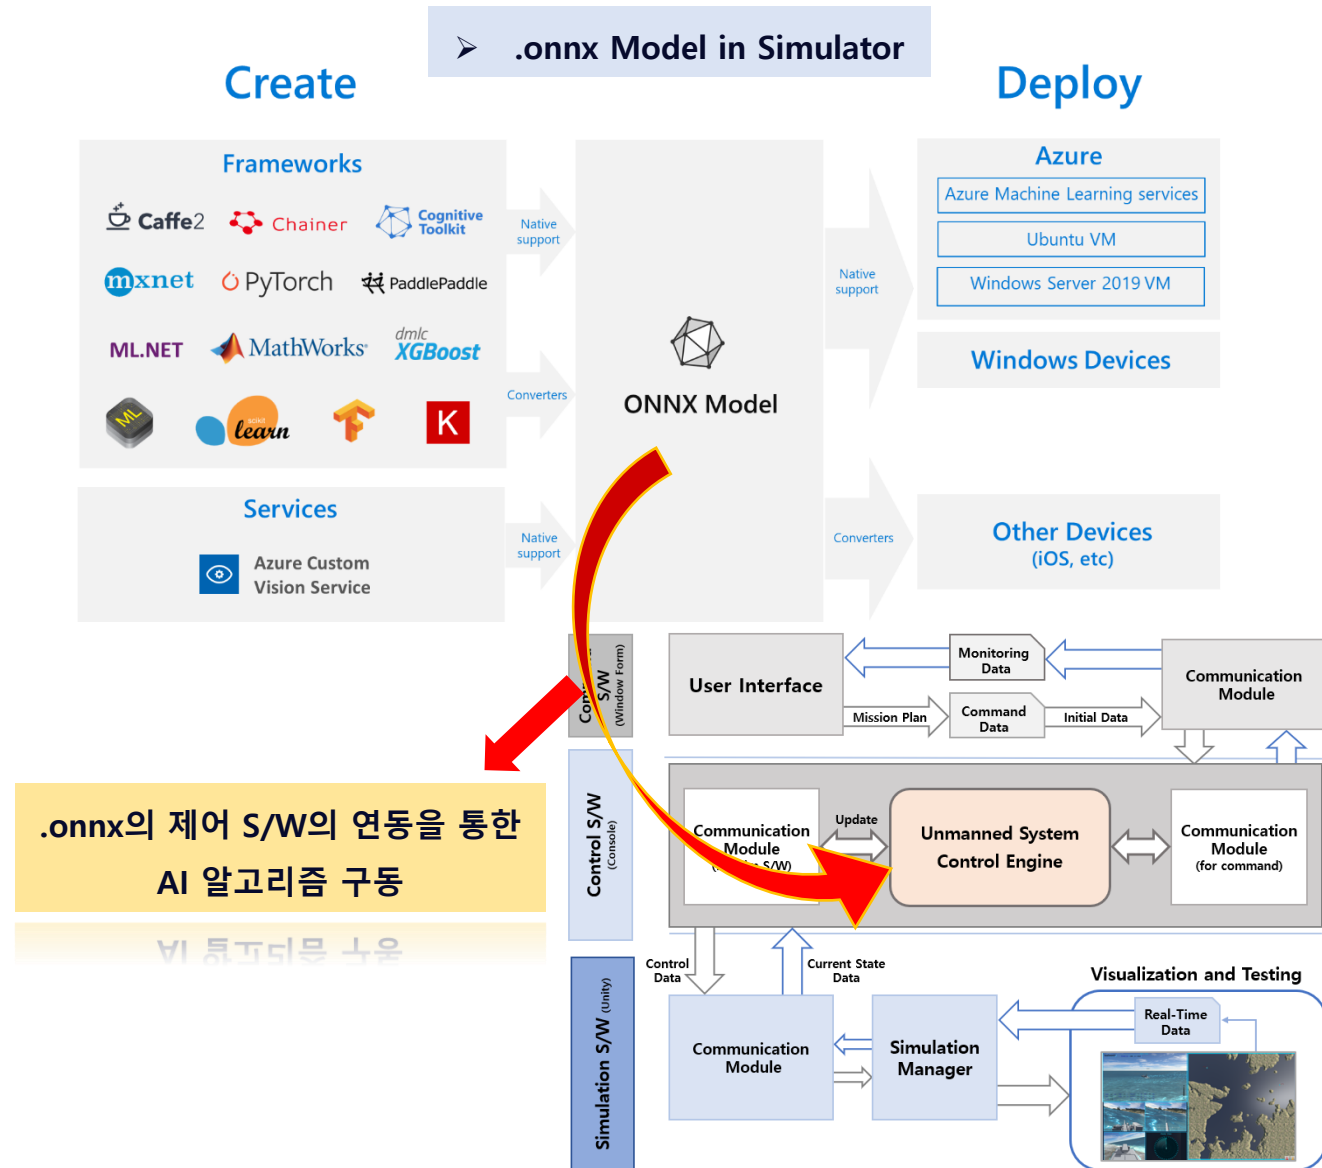 ➢ .onnx Model in Simulator
Create
Deploy
Frameworks
Caffe2
Chainer
Cognitive
Toolkit
mxnet
PyTorch
PaddlePaddle
ML.NET
MathWorks®
dmlc
XGBoost
ML
scikit
learn
K
Services
Azure Custom
Vision Service
Native
support
Converters
Native
support
ONNX Model
Native
support
Converters
Azure
Azure Machine Learning services
Ubuntu VM
Windows Server 2019 VM
Windows Devices
Other Devices
(iOS, etc)
S/W
(Window Form)
User Interface
Monitoring
Data
Mission Plan
Command
Data
Initial Data
Communication
Module
.onnx의 제어 S/W의 연동을 통한
AI 알고리즘 구동
Control S/W
(Console)
Communication
Module
S/W)
Update
Unmanned System
Control Engine
Communication
Module
(for command)
Control
Data
Current State
Data
Simulation S/W (Unity)
Communication
Module
Simulation
Manager
Visualization and Testing
Real-Time
Data